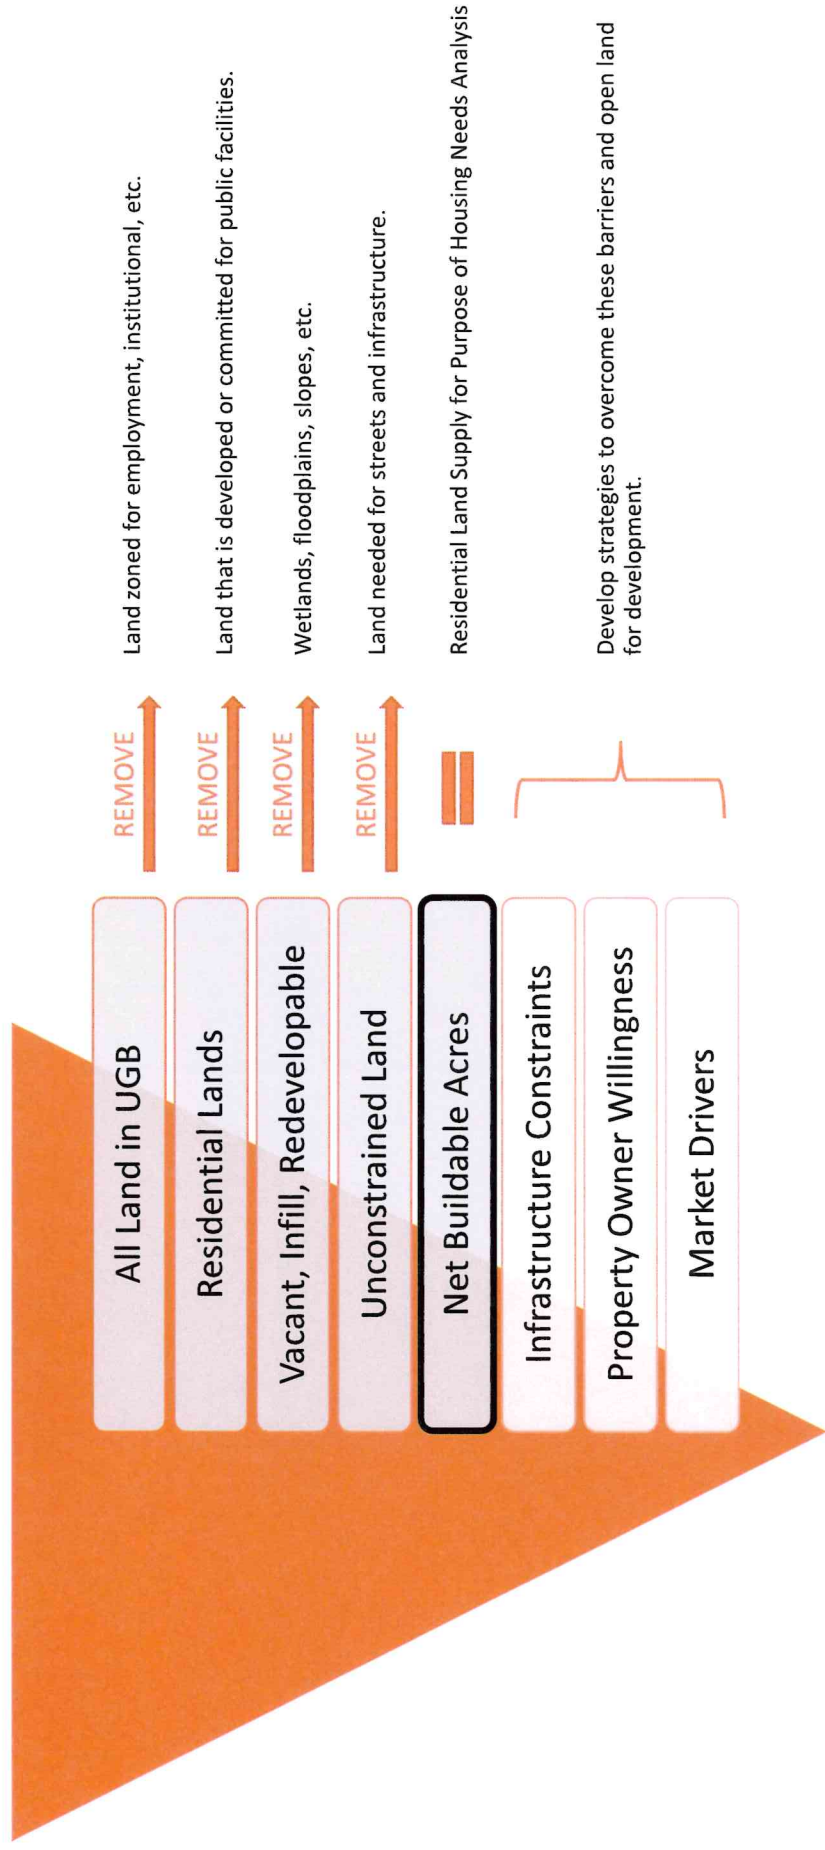 All Land in UGB
REMOVE
Land zoned for employment, institutional, etc.
Residential Lands
REMOVE
Land that is developed or committed for public facilities.
Vacant, Infill, Redevelopable
REMOVE
Wetlands, floodplains, slopes, etc.
Unconstrained Land
REMOVE
Land needed for streets and infrastructure.
Net Buildable Acres
Residential Land Supply for Purpose of Housing Needs Analysis
Infrastructure Constraints
Property Owner Willingness
Market Drivers
Develop strategies to overcome these barriers and open land
for development.